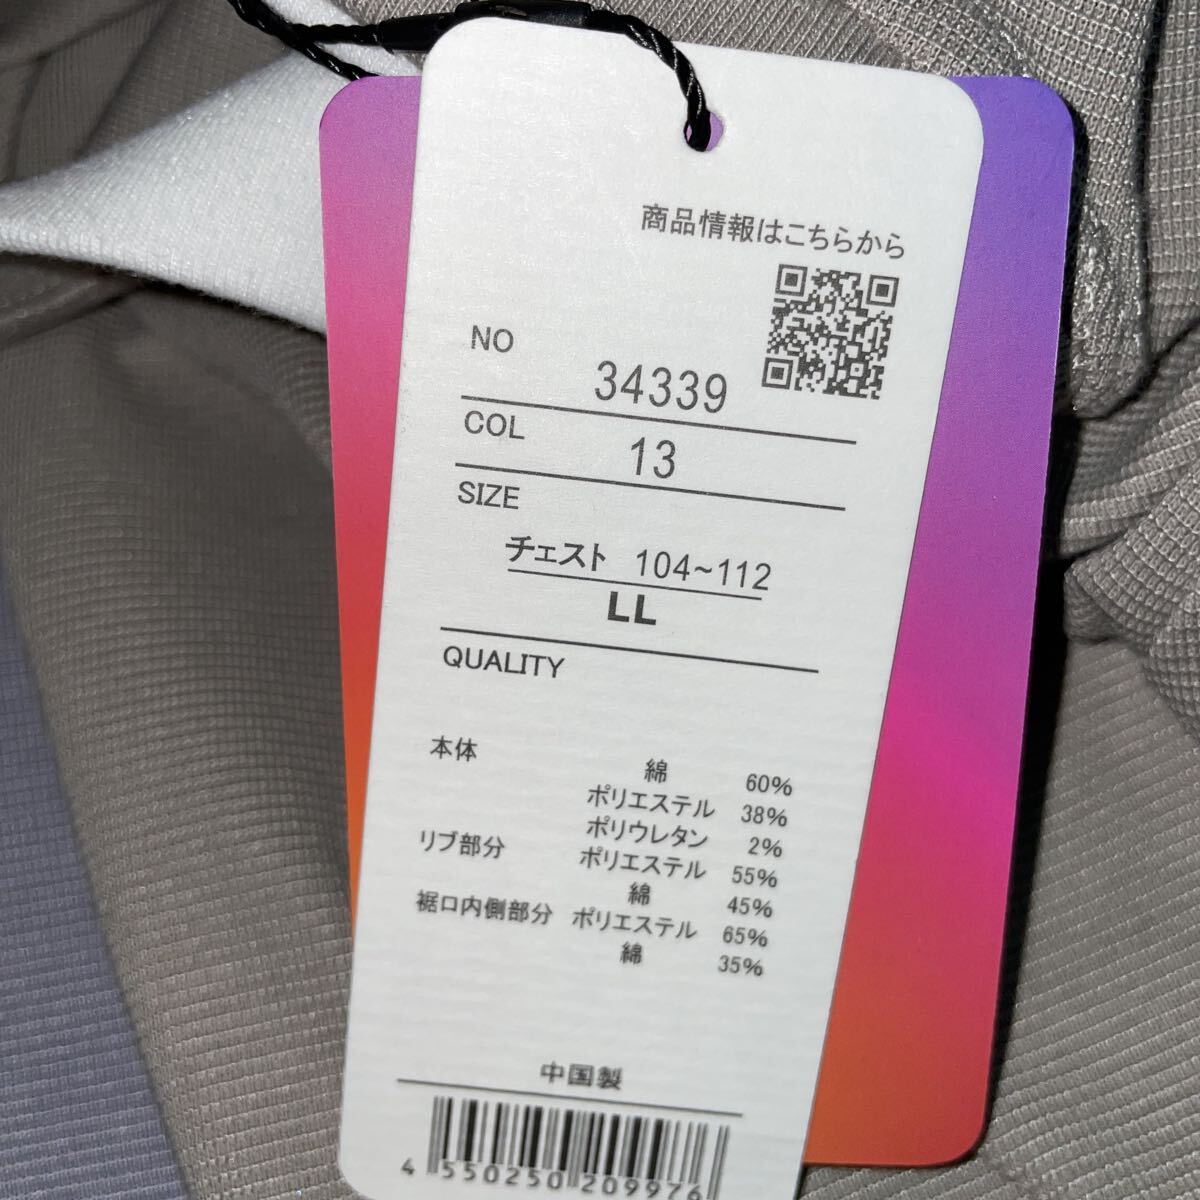 商品情報はこちらから
NO 34339
COL 13
SIZE
チェスト 104~112
LL
QUALITY
本体 綿 60%
ポリエステル 38%
ポリウレタン 2%
リブ部分 ポリエステル 55%
綿 45%
裾口内側部分 ポリエステル 65%
綿 35%
中国製
4 550250 209976